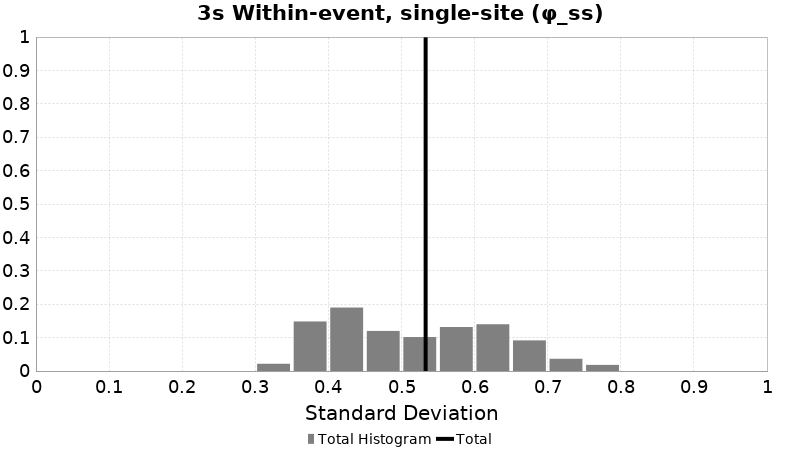 3s Within-event, single-site (φ_ss)
1
0.9
0.8
0.7
0.6
0.5
0.4
0.3
0.2
0.1
0
0 0.1 0.2 0.3 0.4 0.5 0.6 0.7 0.8 0.9 1
Standard Deviation
Total Histogram Total